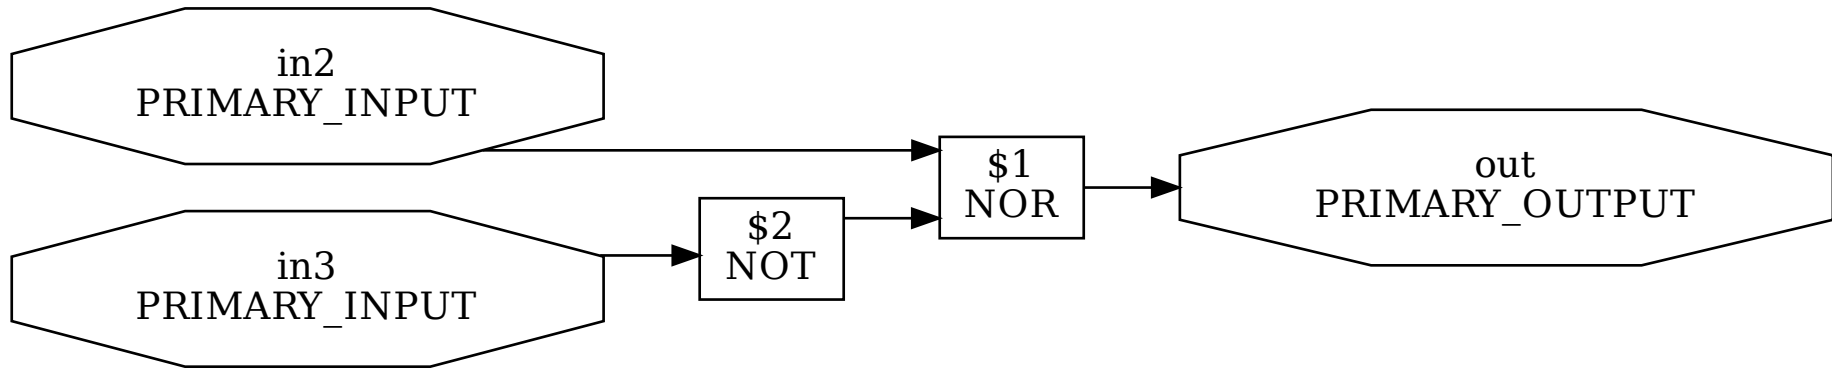 in2
PRIMARY_INPUT
in3
PRIMARY_INPUT
$2
NOT
$1
NOR
out
PRIMARY_OUTPUT